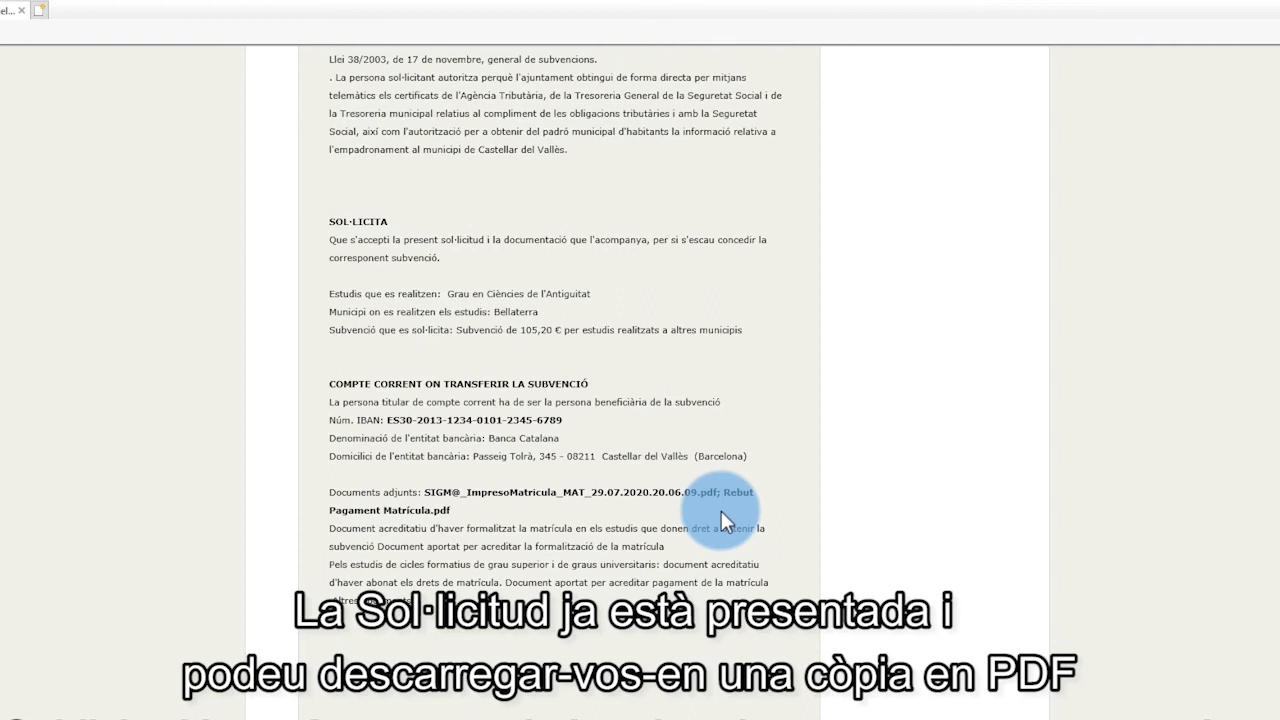 el...
Llei 38/2003, de 17 de novembre, general de subvencions.
. La persona sol·licitant autoritza perquè l'ajuntament obtingui de forma directa per mitjans
telemàtics els certificats de l'Agència Tributària, de la Tresoreria General de la Seguretat Social i de
la Tresoreria municipal relatius al compliment de les obligacions tributàries i amb la Seguretat
Social, així com l'autorització per a obtenir del padró municipal d'habitants la informació relativa a
l'empadronament al municipi de Castellar del Vallès.
SOL·LICITA
Que s'accepti la present sol·licitud i la documentació que l'acompanya, per si s'escau concedir la
corresponent subvenció.
Estudis que es realitzen: Grau en Ciències de l'Antiguitat
Municipi on es realitzen els estudis: Bellaterra
Subvenció que es sol·licita: Subvenció de 105,20 € per estudis realitzats a altres municipis
COMPTE CORRENT ON TRANSFERIR LA SUBVENCIÓ
La persona titular de compte corrent ha de ser la persona beneficiària de la subvenció
Núm. IBAN: ES30-2013-1234-0101-2345-6789
Denominació de l'entitat bancària: Banca Catalana
Domicilici de l'entitat bancària: Passeig Tolrà, 345 - 08211 Castellar del Vallès (Barcelona)
Documents adjunts: SIGM@_ImpresoMatricula_MAT_29.07.2020.20.06.09.pdf; Rebut
Pagament Matrícula.pdf
Document acreditatiu d'haver formalitzat la matrícula en els estudis que donen dret a obtenir la
subvenció Document aportat per acreditar la formalització de la matrícula
Pels estudis de cicles formatius de grau superior i de graus universitaris: document acreditatiu
d'haver abonat els drets de matrícula. Document aportat per acreditar pagament de la matrícula
La Sol·licitud ja està presentada i
podeu descarregar-vos-en una còpia en PDF